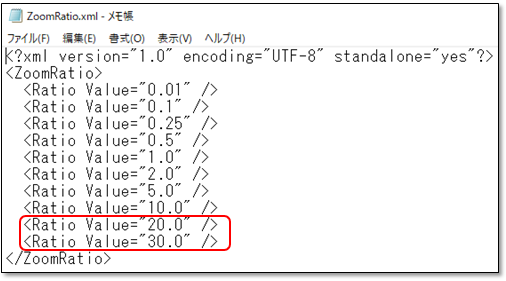 ZoomRatio.xml - メモ帳
ファイル(F) 編集(E) 書式(O) 表示(V) ヘルプ(H)
<?xml version="1.0" encoding="UTF-8" standalone="yes"?>
<ZoomRatio>
  <Ratio Value="0.01" />
  <Ratio Value="0.1" />
  <Ratio Value="0.25" />
  <Ratio Value="0.5" />
  <Ratio Value="1.0" />
  <Ratio Value="2.0" />
  <Ratio Value="5.0" />
  <Ratio Value="10.0" />
  <Ratio Value="20.0" />
  <Ratio Value="30.0" />
</ZoomRatio>